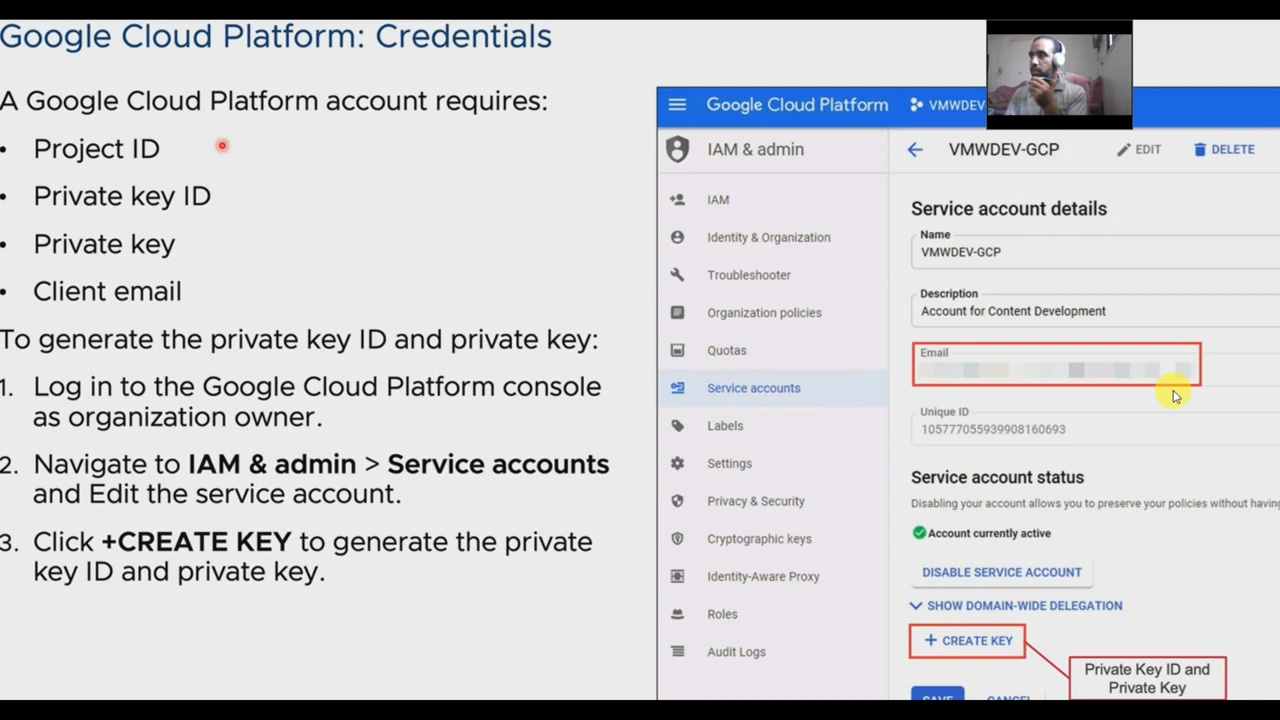 Google Cloud Platform: Credentials
A Google Cloud Platform account requires:
• Project ID
• Private key ID
• Private key
• Client email
To generate the private key ID and private key:
1. Log in to the Google Cloud Platform console
as organization owner.
2. Navigate to IAM & admin > Service accounts
and Edit the service account.
3. Click +CREATE KEY to generate the private
key ID and private key.
Google Cloud Platform
VMWDEV
IAM & admin
IAM
Identity & Organization
Troubleshooter
Organization policies
Quotas
Service accounts
Labels
Settings
Privacy & Security
Cryptographic keys
Identity-Aware Proxy
Roles
Audit Logs
VMWDEV-GCP
EDIT
DELETE
Service account details
Name
VMWDEV-GCP
Description
Account for Content Development
Email
Unique ID
105777055939908160693
Service account status
Disabling your account allows you to preserve your policies without having
Account currently active
DISABLE SERVICE ACCOUNT
SHOW DOMAIN-WIDE DELEGATION
+ CREATE KEY
Private Key ID and
Private Key
SAVE
CANCEL